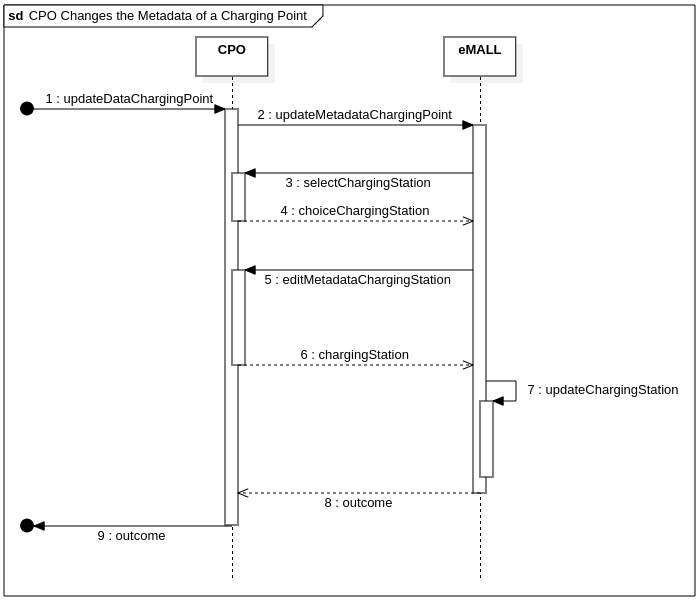 sd CPO Changes the Metadata of a Charging Point
CPO
eMALL
1 : updateDataChargingPoint
2 : updateMetadataChargingPoint
3 : selectChargingStation
4 : choiceChargingStation
5 : editMetadataChargingStation
6 : chargingStation
7 : updateChargingStation
8 : outcome
9 : outcome